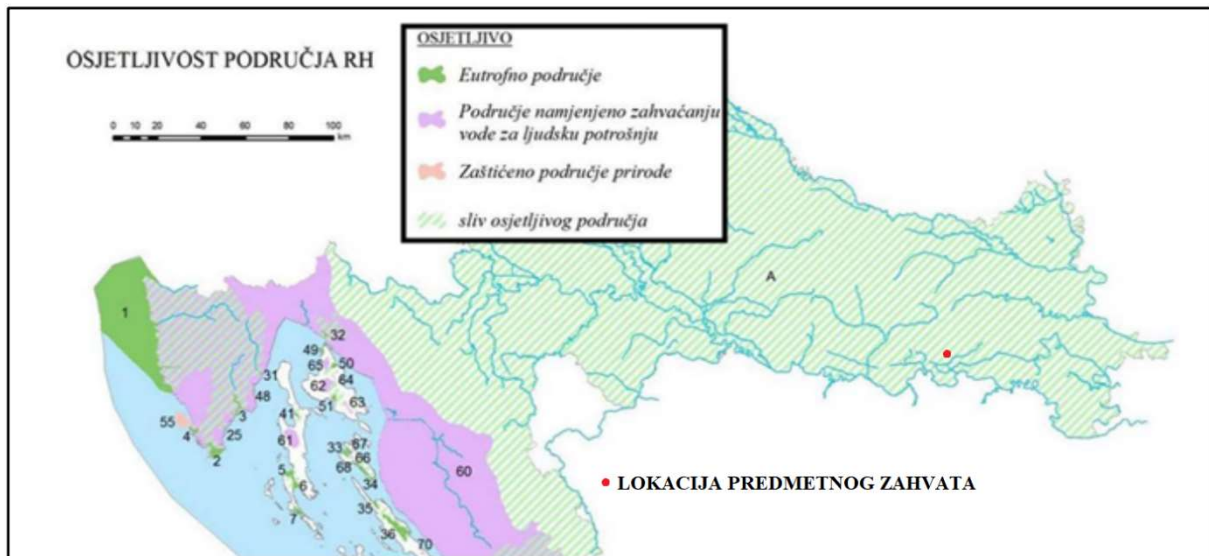 OSJETLJIVOST PODRUČJA RH
0 20 40 60 80 100
km
OSJETLJIVO
Eutrofno područje
Područje namjenjeno zahvaćanju
vode za ljudsku potrošnju
Zaštićeno područje prirode
sliv osjetljivog područja
A
1
32
49
50
65
31
64
62
48
63
51
3
41
55
4
25
61
2
67
33
66
68
60
5
34
6
35
7
36
70
LOKACIJA PREDMETNOG ZAHVATA